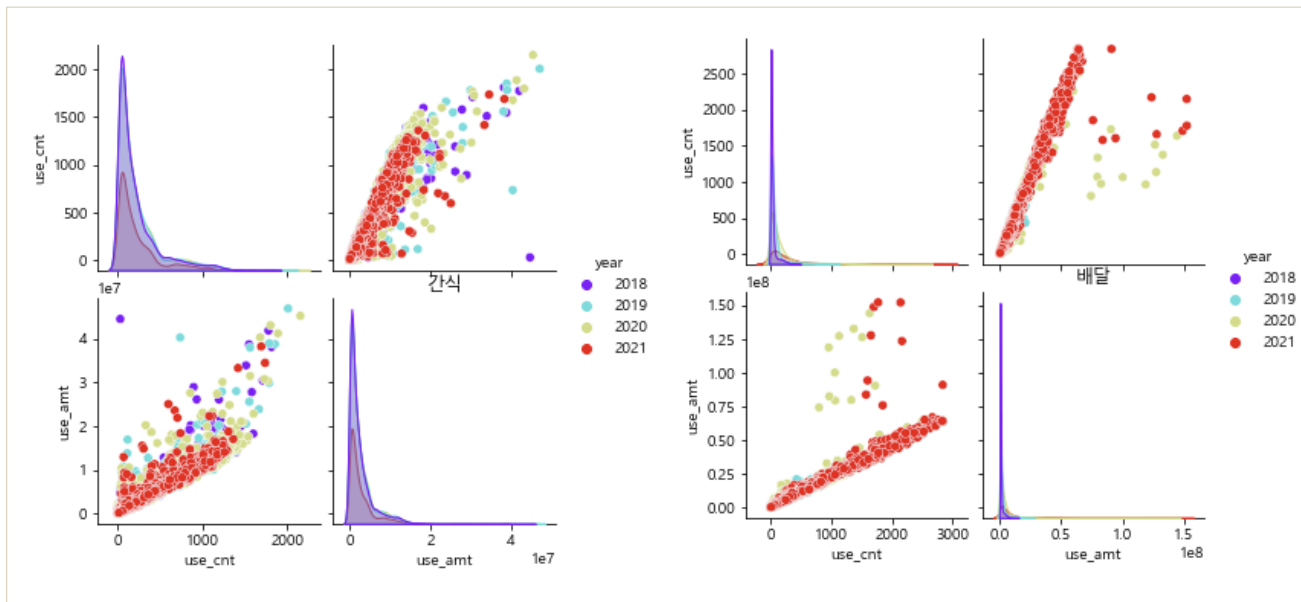 2000
1500
1000
500
0
use_cnt
1e7
간식
4
3
2
1
0
use_amt
0 1000 2000
use_cnt
0 2 4
1e7
use_amt
year
2018
2019
2020
2021
2500
2000
1500
1000
500
0
use_cnt
1e8
배달
1.50
1.25
1.00
0.75
0.50
0.25
0.00
use_amt
0 1000 2000 3000
use_cnt
0.0 0.5 1.0 1.5
1e8
use_amt
year
2018
2019
2020
2021